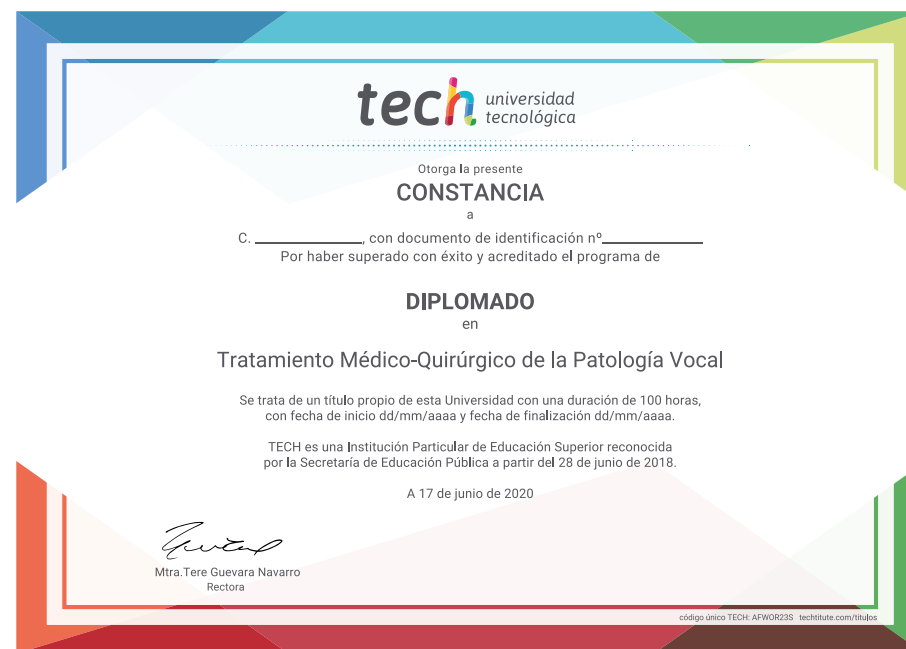 tech universidad
tecnológica
Otorga la presente
CONSTANCIA
a
C. ____________, con documento de identificación nº____________
Por haber superado con éxito y acreditado el programa de
DIPLOMADO
en
Tratamiento Médico-Quirúrgico de la Patología Vocal
Se trata de un título propio de esta Universidad con una duración de 100 horas,
con fecha de inicio dd/mm/aaaa y fecha de finalización dd/mm/aaaa.
TECH es una Institución Particular de Educación Superior reconocida
por la Secretaría de Educación Pública a partir del 28 de junio de 2018.
A 17 de junio de 2020
Mtra.Tere Guevara Navarro
Rectora
código único TECH: AFWOR23S techtitute.com/titulos